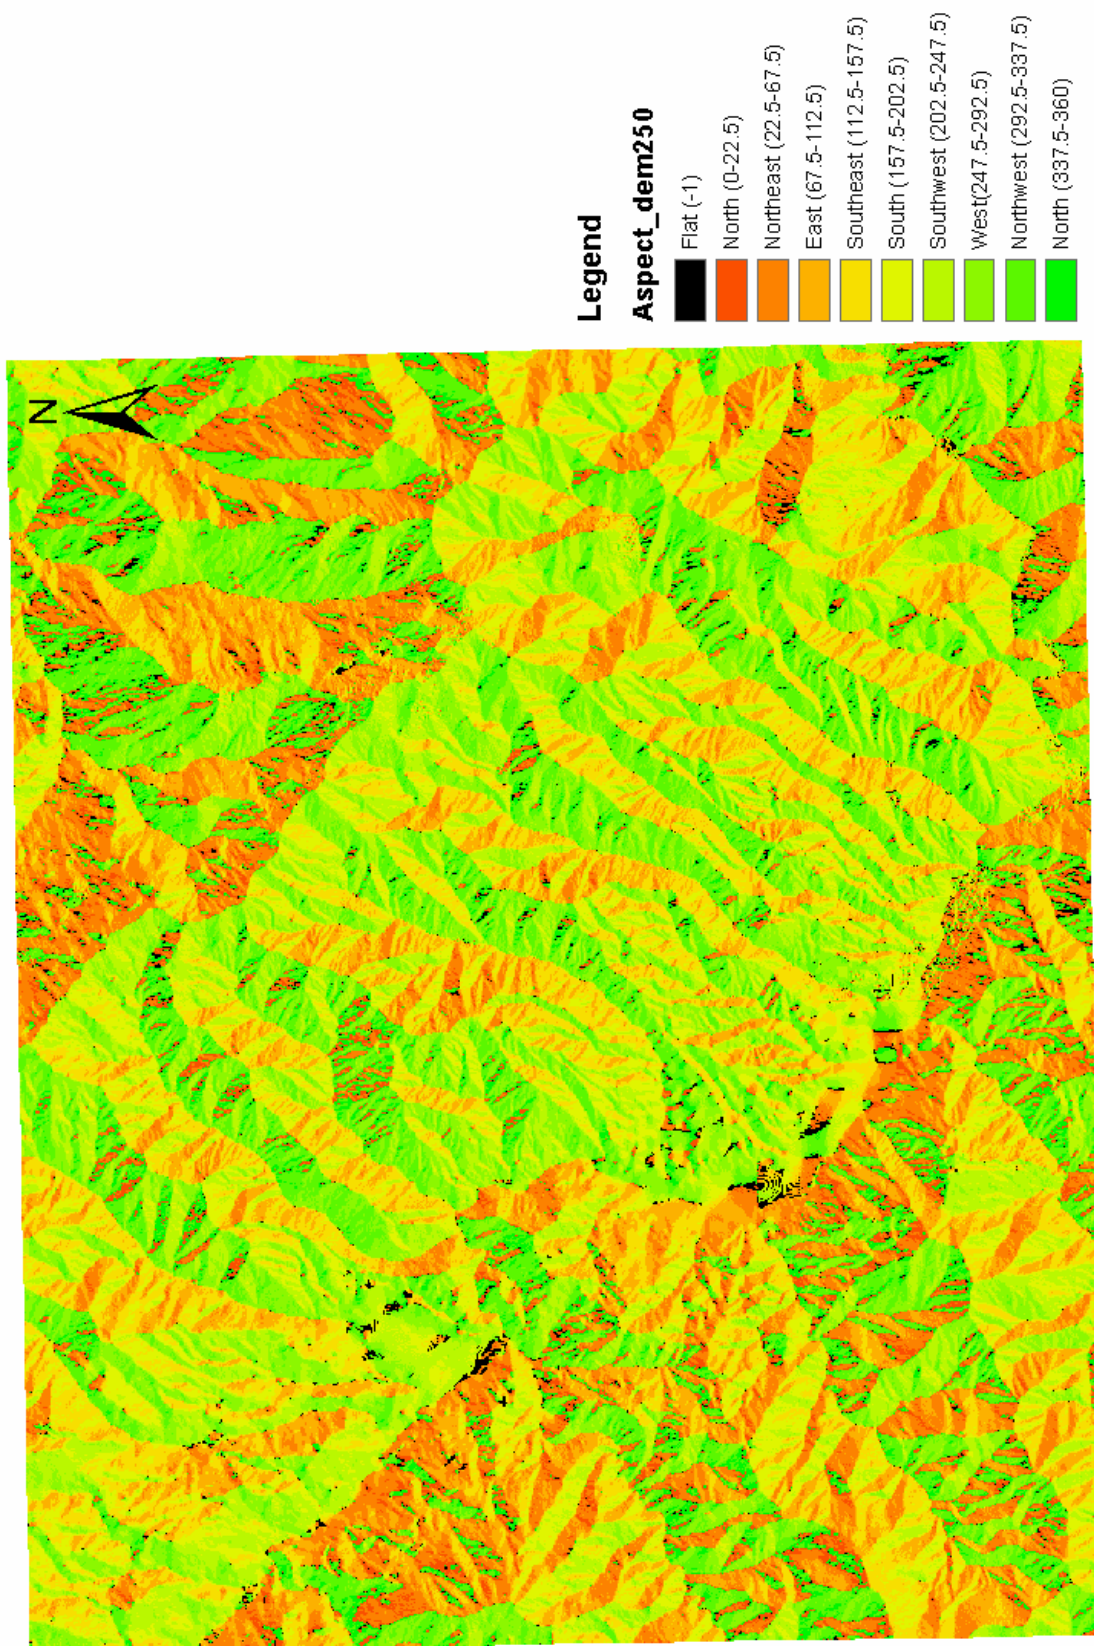 N
Legend
Aspect_dem250
Flat (-1)
North (0-22.5)
Northeast (22.5-67.5)
East (67.5-112.5)
Southeast (112.5-157.5)
South (157.5-202.5)
Southwest (202.5-247.5)
West(247.5-292.5)
Northwest (292.5-337.5)
North (337.5-360)